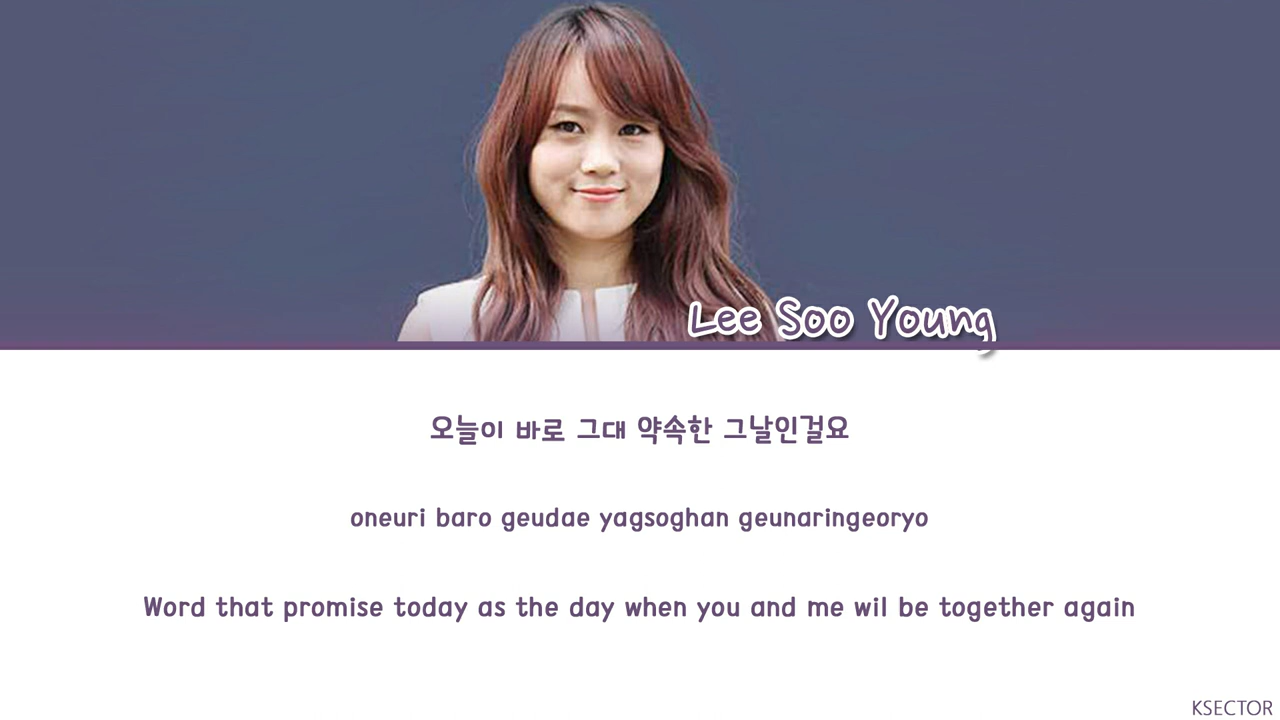 Lee Soo Young
오늘이 바로 그대 약속한 그날인걸요
oneuri baro geudae yagsoghan geunaringeoryo
Word that promise today as the day when you and me wil be together again
KSECTOR